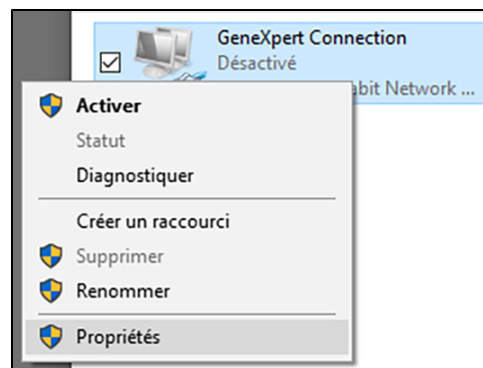 GeneXpert Connection
Désactivé
abit Network ...
Activer
Statut
Diagnostiquer
Créer un raccourci
Supprimer
Renommer
Propriétés